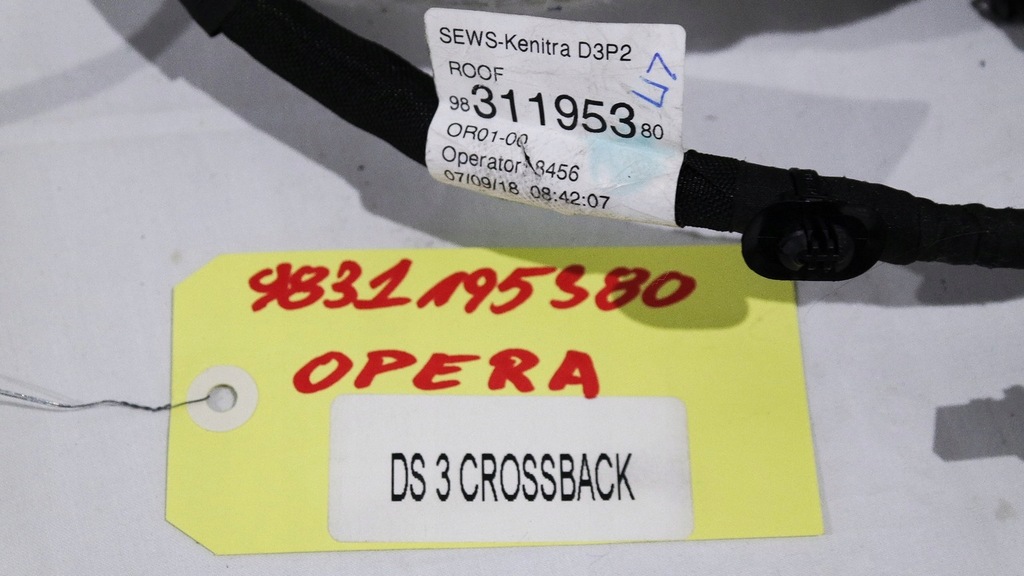 SEWS-Kenitra D3P2
ROOF
98 311953 80
OR01-00
Operator 8456
07/09/18 08:42:07
U7
9831195380
OPERA
DS 3 CROSSBACK